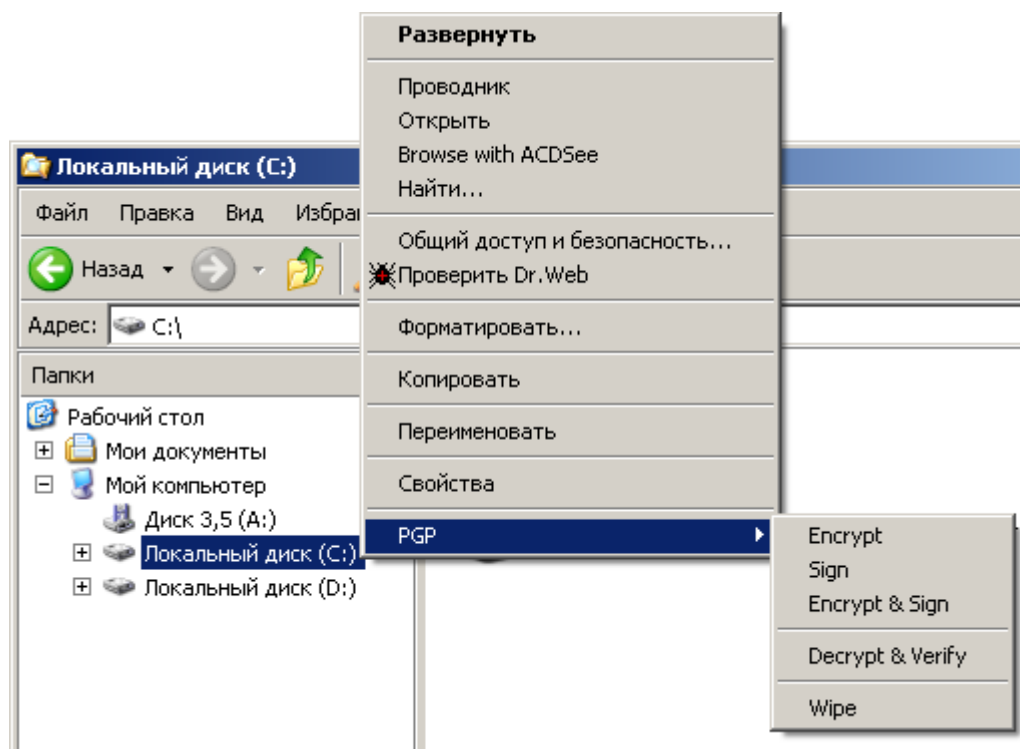 Развернуть
Проводник
Открыть
Browse with ACDSee
Найти...
Общий доступ и безопасность...
Проверить Dr.Web
Форматировать...
Копировать
Переименовать
Свойства
PGP
Encrypt
Sign
Encrypt & Sign
Decrypt & Verify
Wipe
Локальный диск (C:)
Файл Правка Вид Избра
Назад
Адрес: C:\
Папки
Рабочий стол
Мои документы
Мой компьютер
Диск 3,5 (A:)
Локальный диск (C:)
Локальный диск (D:)